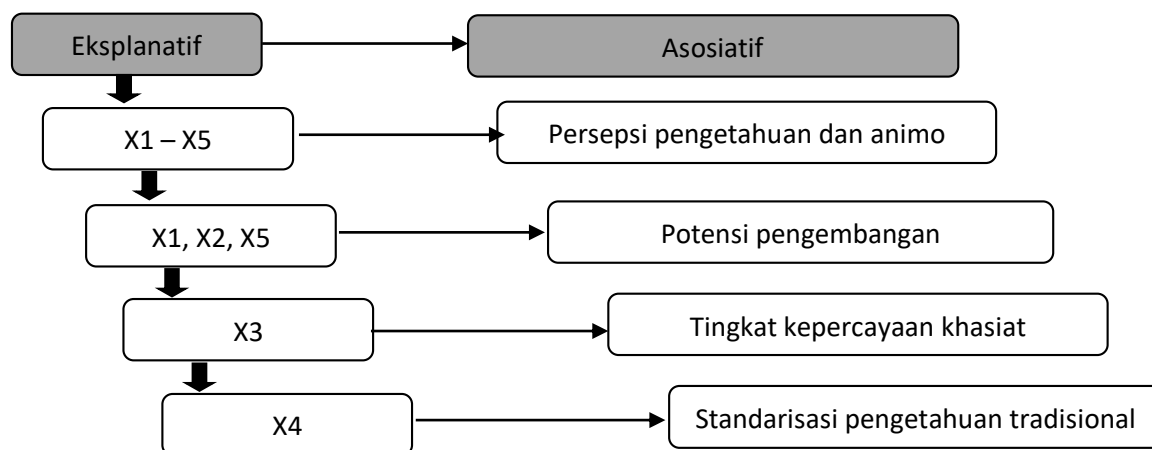 Eksplanatif
Asosiatif
X1 – X5
Persepsi pengetahuan dan animo
X1, X2, X5
Potensi pengembangan
X3
Tingkat kepercayaan khasiat
X4
Standarisasi pengetahuan tradisional